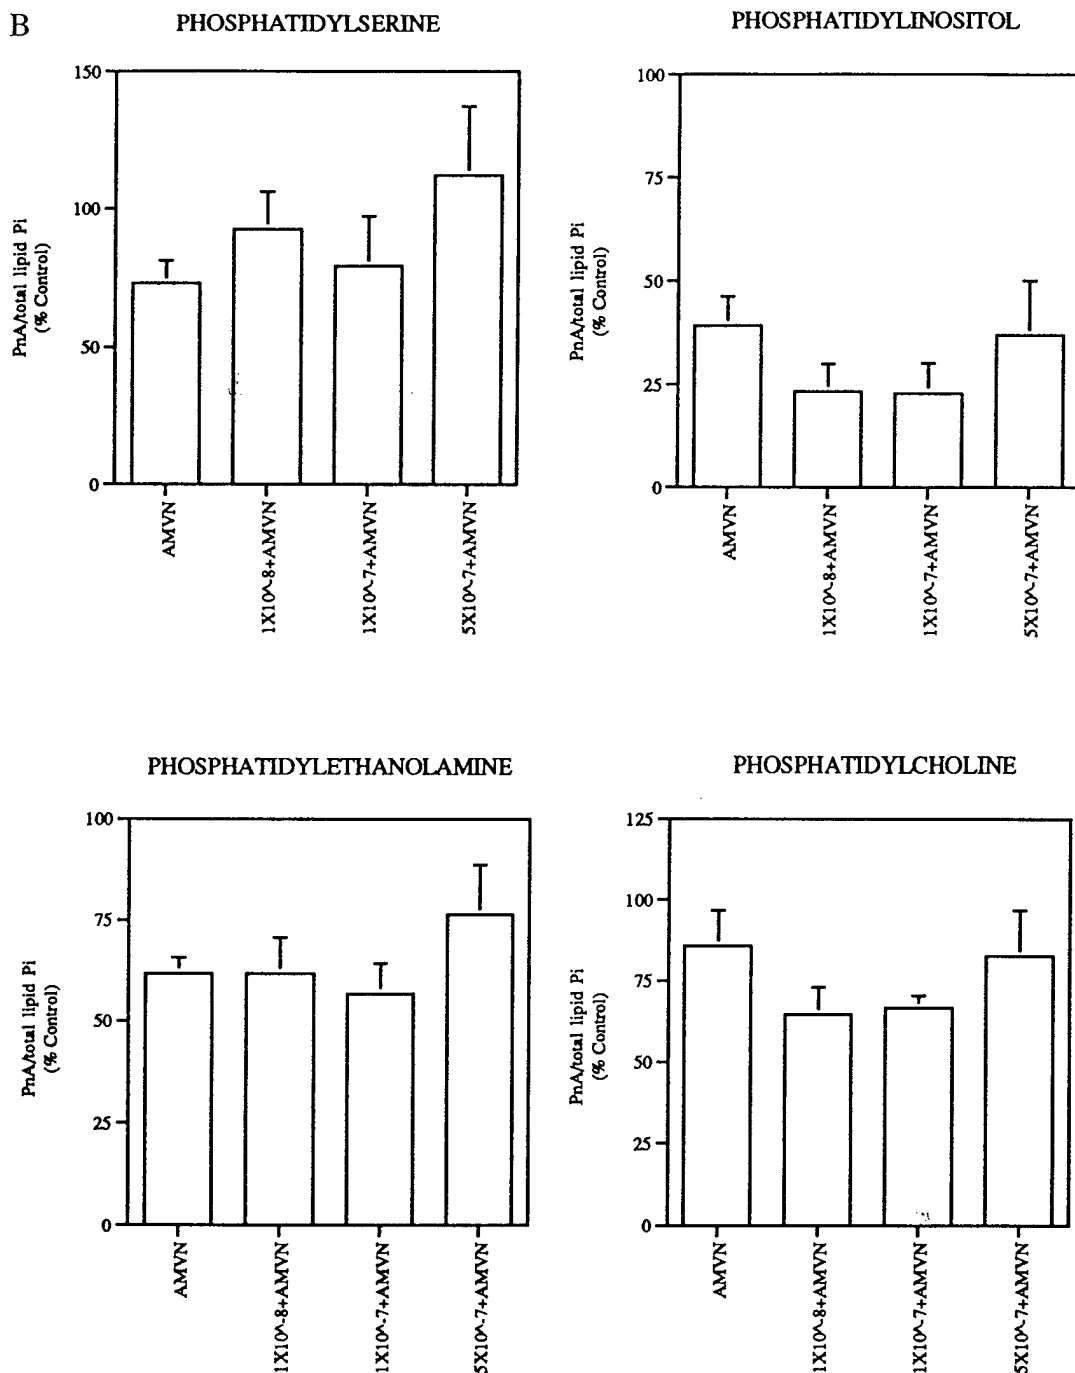 B
PHOSPHATIDYLSERINE
PnA/total lipid Pi
(% Control)
150
100
50
0
AMVN
1X10^-8+AMVN
1X10^-7+AMVN
5X10^-7+AMVN
PHOSPHATIDYLINOSITOL
PnA/total lipid Pi
(% Control)
100
75
50
25
0
AMVN
1X10^-8+AMVN
1X10^-7+AMVN
5X10^-7+AMVN
PHOSPHATIDYLETHANOLAMINE
PnA/total lipid Pi
(% Control)
100
75
50
25
0
AMVN
1X10^-8+AMVN
1X10^-7+AMVN
5X10^-7+AMVN
PHOSPHATIDYLCHOLINE
PnA/total lipid Pi
(% Control)
125
100
75
50
25
0
AMVN
1X10^-8+AMVN
1X10^-7+AMVN
5X10^-7+AMVN